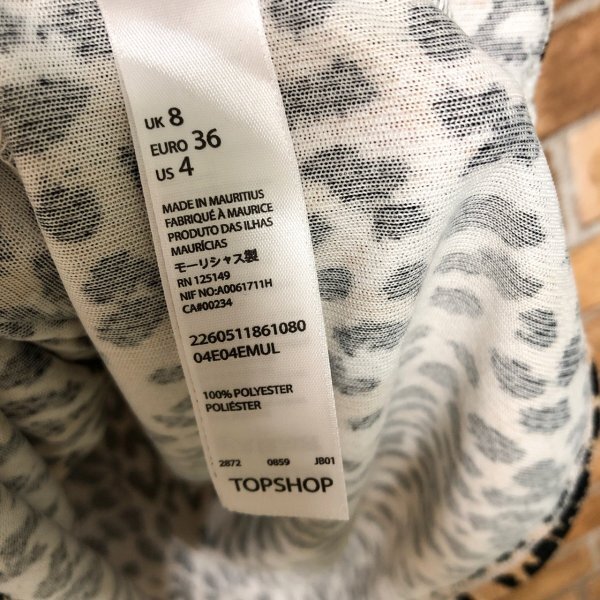 UK 8
EURO 36
US 4
MADE IN MAURITIUS
FABRIQUÉ À MAURICE
PRODUTO DAS ILHAS
MAURÍCIAS
モーリシャス製
RN 125149
NIF NO:A0061711H
CA#00234
2260511861080
04E04EMUL
100% POLYESTER
POLIÉSTER
2872 0859 JB01
TOPSHOP